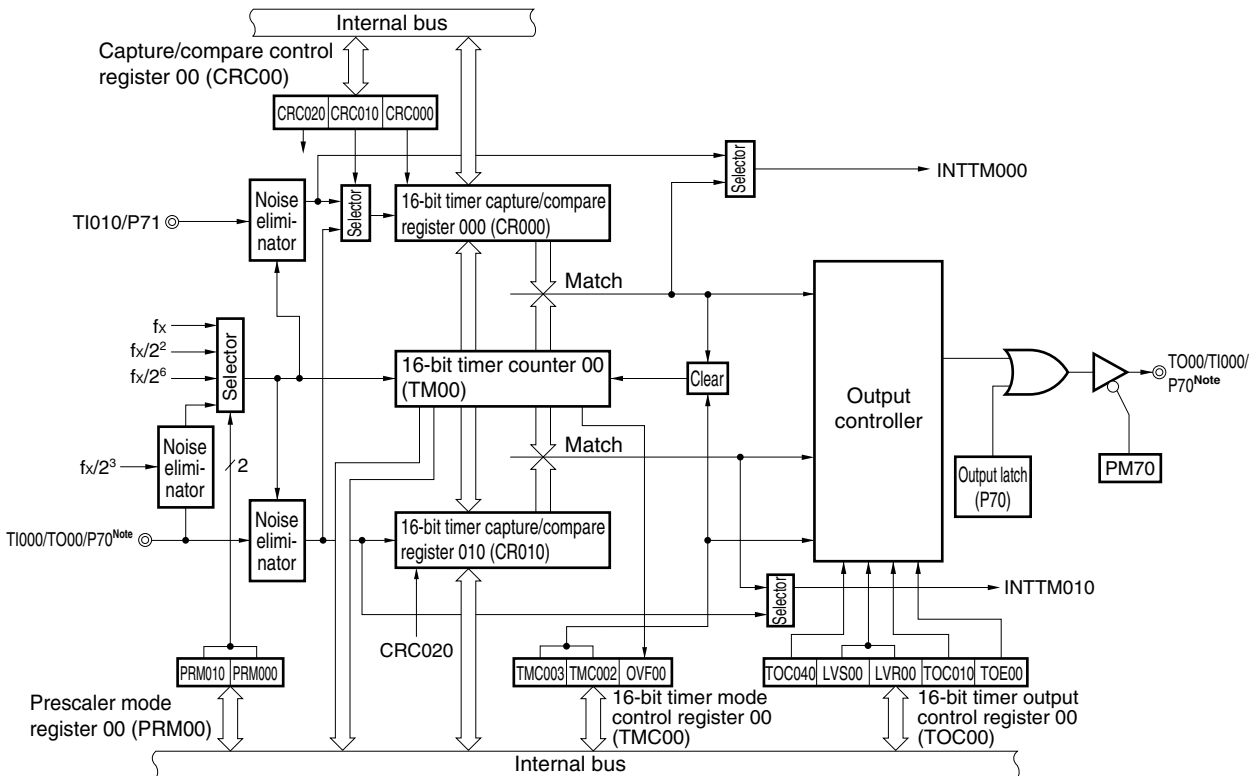 Internal bus
Capture/compare control
register 00 (CRC00)
CRC020 CRC010 CRC000
Selector
INTTM000
Noise
elimi-
nator
Selector
16-bit timer capture/compare
register 000 (CR000)
TI010/P71
Match
fX
fX/2²
fX/2⁶
Selector
16-bit timer counter 00
(TM00)
Clear
Output
controller
TO00/TI000/
P70Note
Noise
elimi-
nator
fX/2³
2
Match
Output latch
(P70)
PM70
Noise
elimi-
nator
16-bit timer capture/compare
register 010 (CR010)
TI000/TO00/P70Note
Selector
INTTM010
CRC020
PRM010 PRM000
TMC003 TMC002 OVF00
TOC040 LVS00 LVR00 TOC010 TOE00
Prescaler mode
register 00 (PRM00)
16-bit timer mode
control register 00
(TMC00)
16-bit timer output
control register 00
(TOC00)
Internal bus